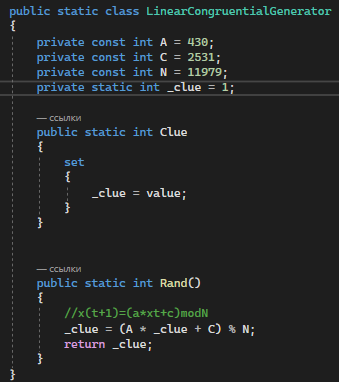 public static class LinearCongruentialGenerator
{
private const int A = 430;
private const int C = 2531;
private const int N = 11979;
private static int _clue = 1;
— ссылки
public static int Clue
{
set
{
_clue = value;
}
}
— ссылки
public static int Rand()
{
//x(t+1)=(a*xt+c)modN
_clue = (A * _clue + C) % N;
return _clue;
}
}